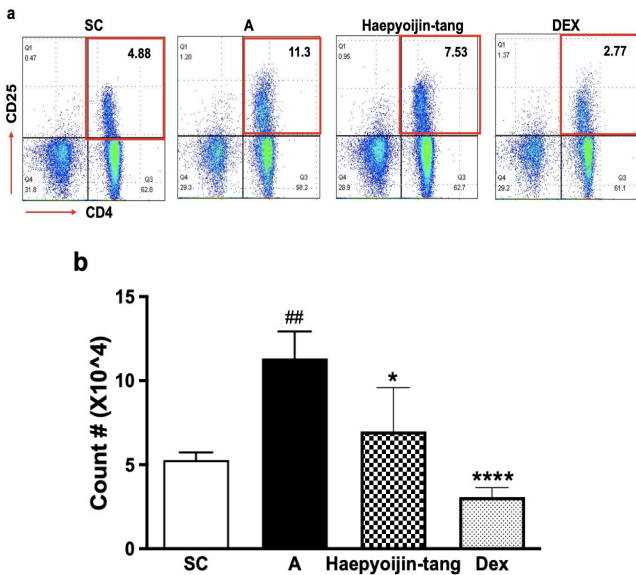 a
SC
A
Haepyoijin-tang
DEX
Q1
0.47
4.88
Q1
1.20
11.3
Q1
0.95
7.53
Q1
1.37
2.77
CD25
Q4
31.8
Q3
62.8
Q4
29.3
Q3
58.2
Q4
28.9
Q3
62.7
Q4
29.2
Q3
61.1
CD4
b
Count # (X10^4)
15
10
5
0
##
*
****
SC
A
Haepyoijin-tang
Dex